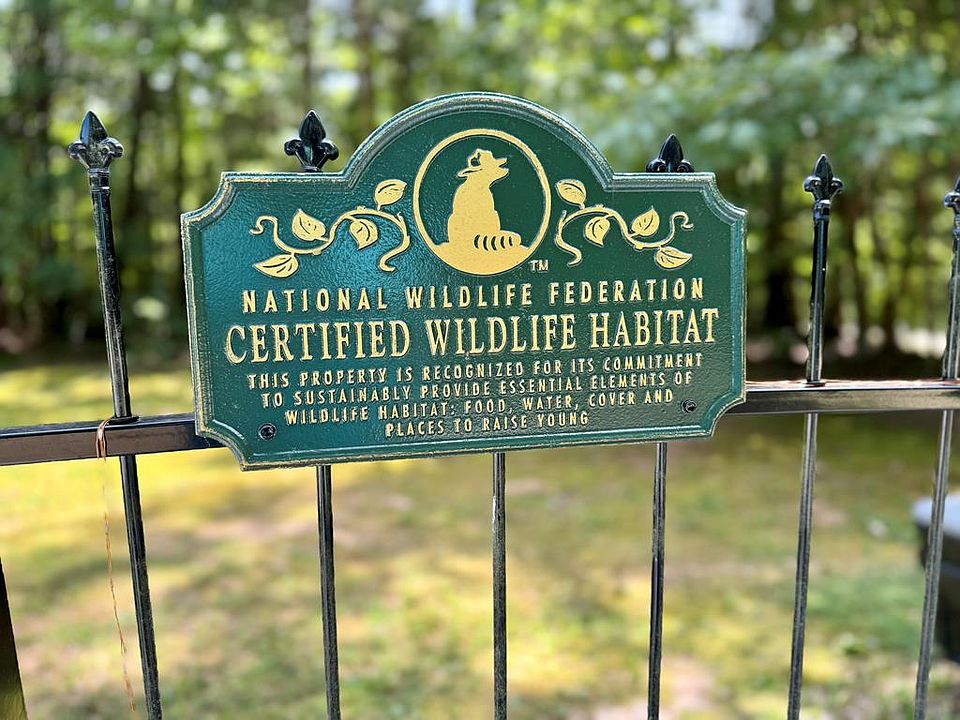 TM
NATIONAL WILDLIFE FEDERATION
CERTIFIED WILDLIFE HABITAT
THIS PROPERTY IS RECOGNIZED FOR ITS COMMITMENT
TO SUSTAINABLY PROVIDE ESSENTIAL ELEMENTS OF
WILDLIFE HABITAT: FOOD, WATER, COVER AND
PLACES TO RAISE YOUNG